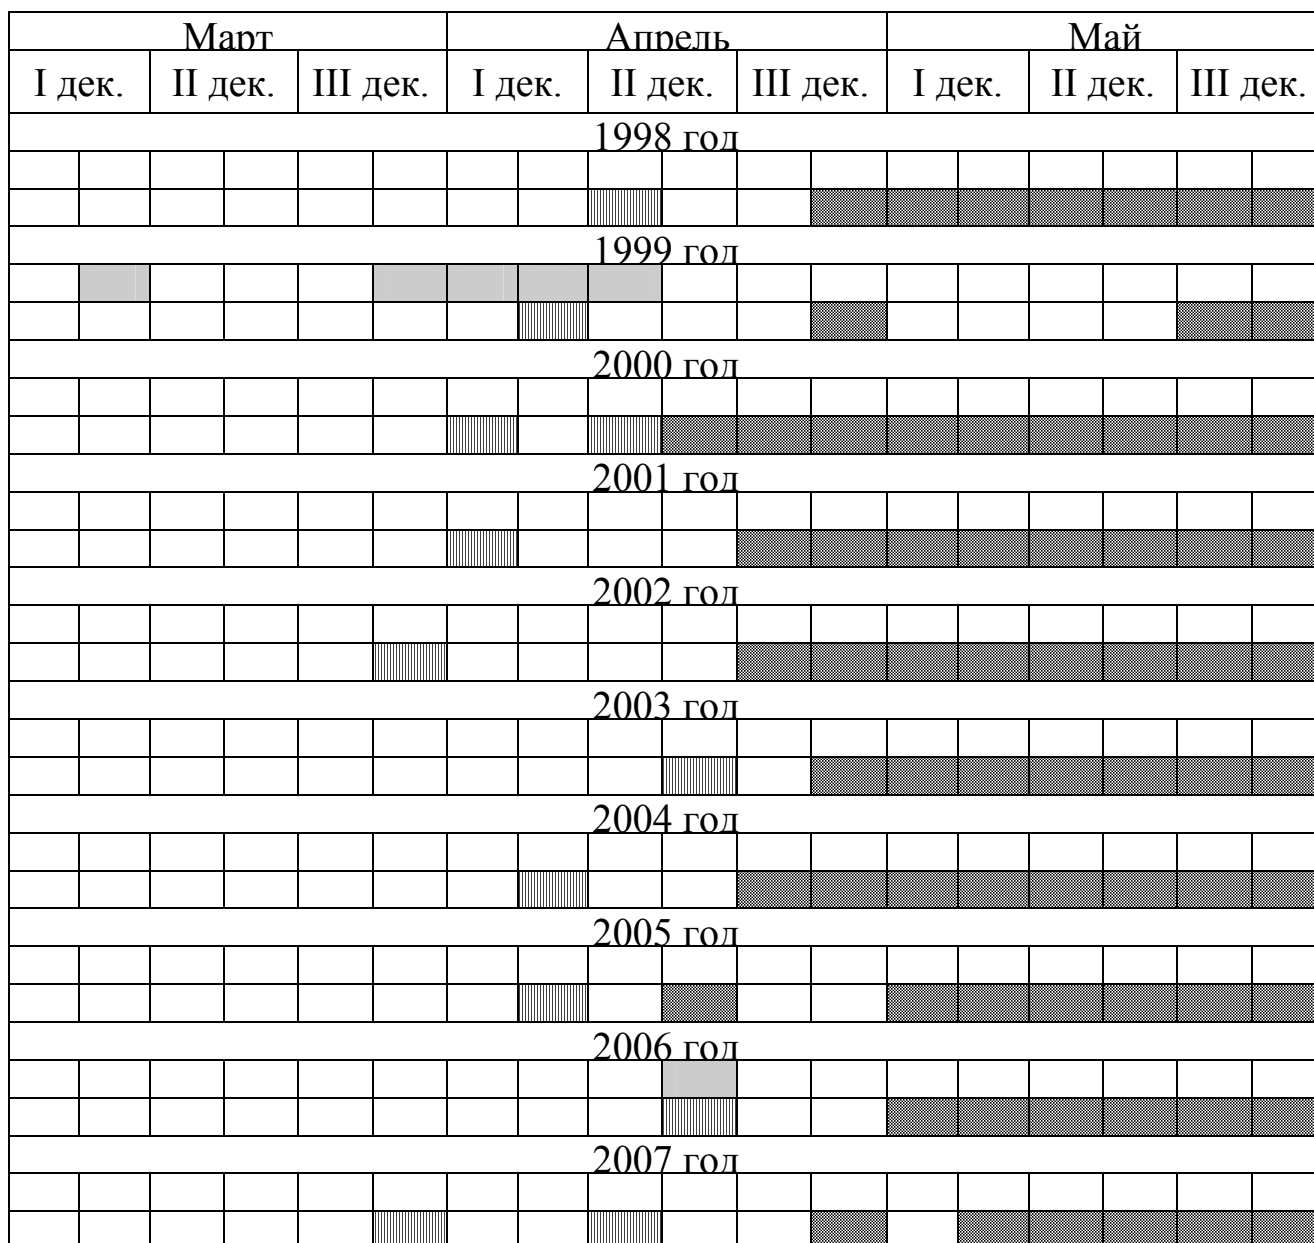 Март Апрель Май
I дек. II дек. III дек. I дек. II дек. III дек. I дек. II дек. III дек.
1998 год
1999 год
2000 год
2001 год
2002 год
2003 год
2004 год
2005 год
2006 год
2007 год